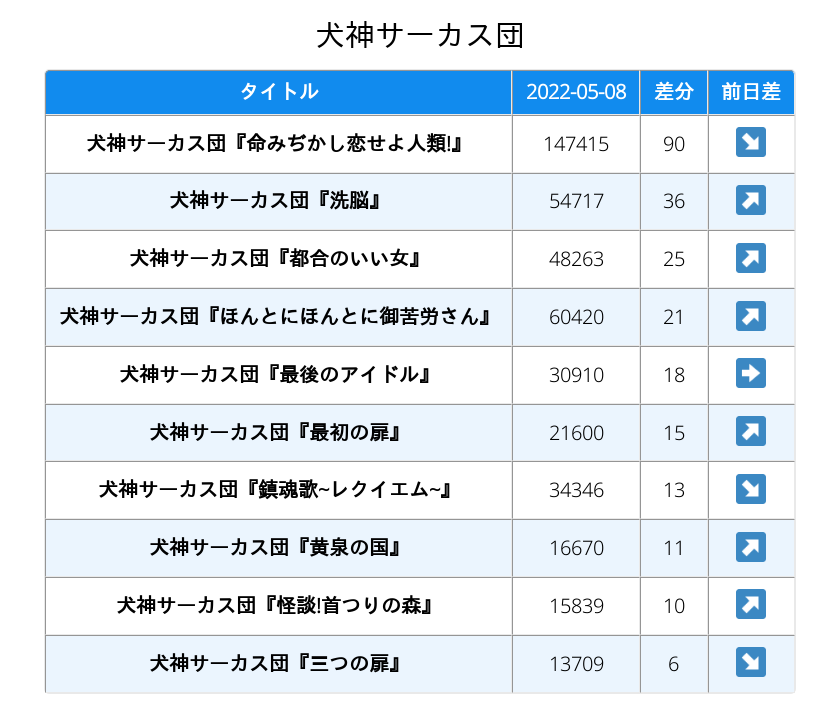 犬神サーカス団
タイトル 2022-05-08 差分 前日差
犬神サーカス団『命みぢかし恋せよ人類!』 147415 90 ↘
犬神サーカス団『洗脳』 54717 36 ↗
犬神サーカス団『都合のいい女』 48263 25 ↗
犬神サーカス団『ほんとにほんとに御苦労さん』 60420 21 ↗
犬神サーカス団『最後のアイドル』 30910 18 ➡
犬神サーカス団『最初の扉』 21600 15 ↗
犬神サーカス団『鎮魂歌~レクイエム~』 34346 13 ↘
犬神サーカス団『黄泉の国』 16670 11 ↗
犬神サーカス団『怪談!首つりの森』 15839 10 ↗
犬神サーカス団『三つの扉』 13709 6 ↘